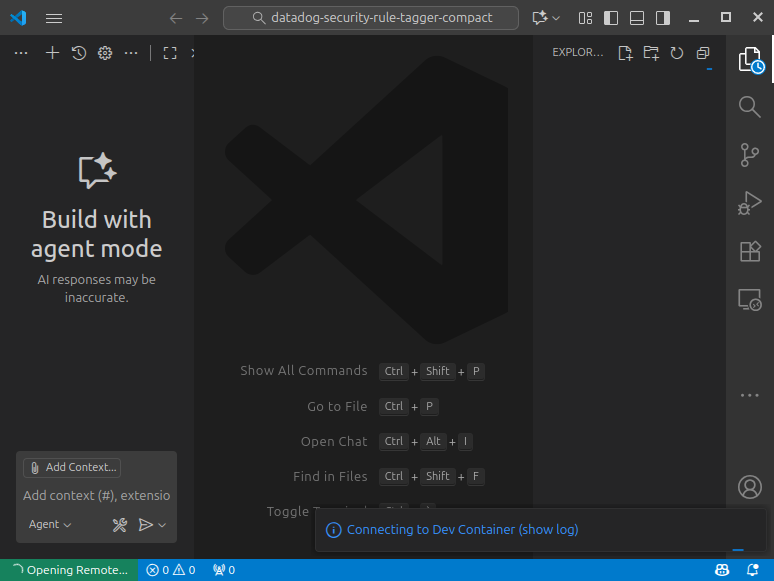 datadog-security-rule-tagger-compact
EXPLOR...
Build with
agent mode
AI responses may be
inaccurate.
Show All Commands Ctrl + Shift + P
Go to File Ctrl + P
Open Chat Ctrl + Alt + I
Find in Files Ctrl + Shift + F
Add Context...
Add context (#), extensio
Agent
Connecting to Dev Container (show log)
Opening Remote... 0 0 0